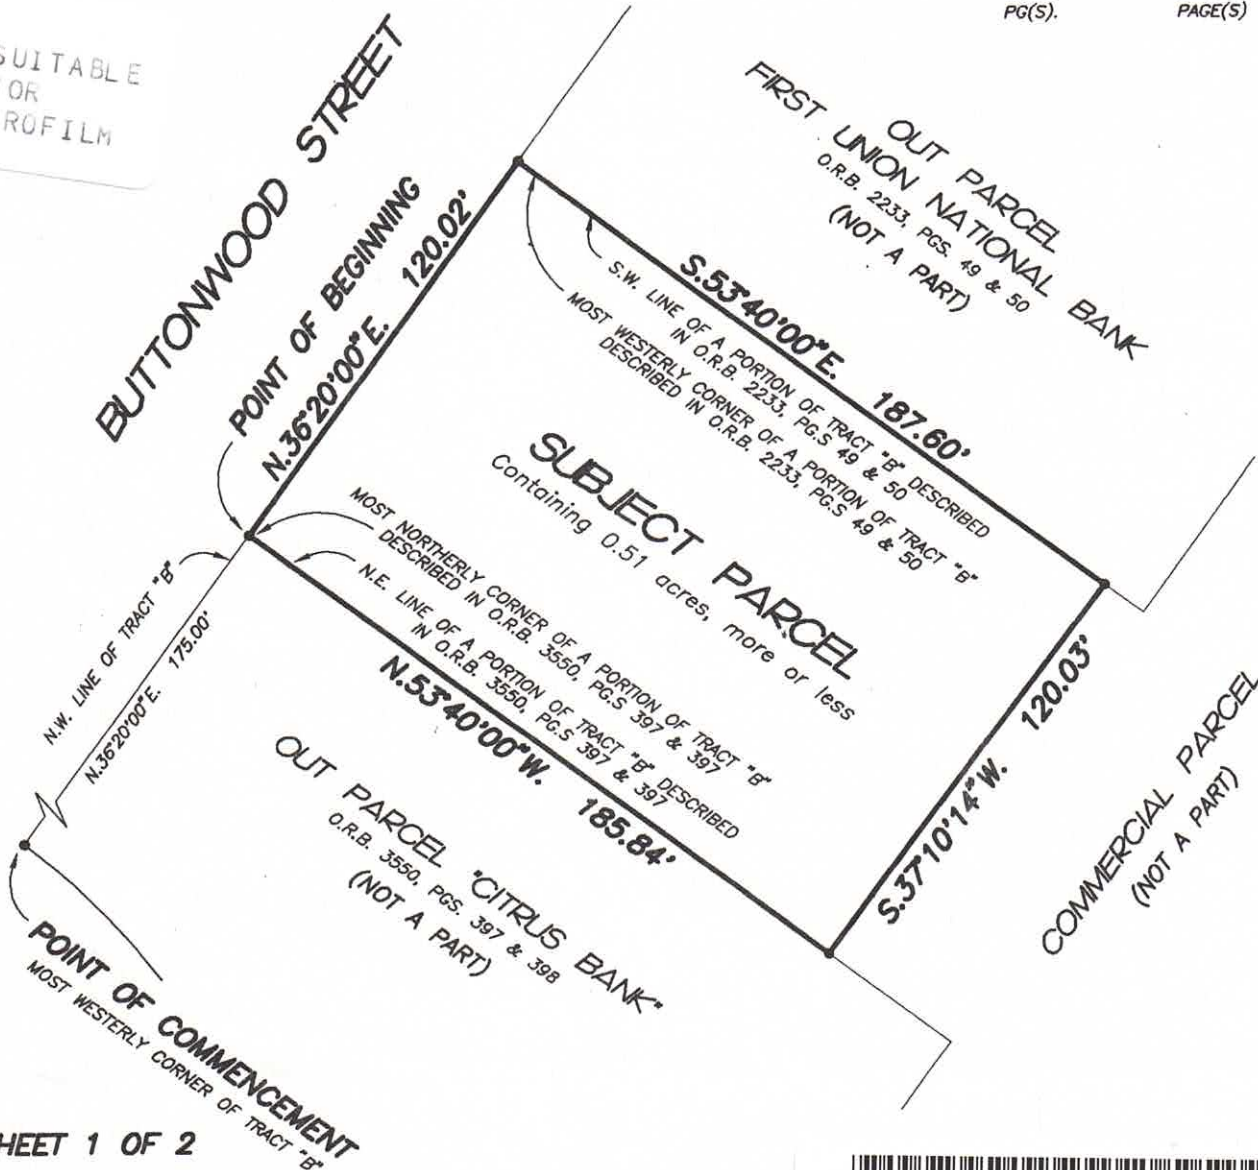 PG(S). PAGE(S)
SUITABLE
OR
ROFILM
BUTTONWOOD STREET
FIRST UNION NATIONAL BANK
OUT PARCEL
O.R.B. 2233, PGS. 49 & 50
(NOT A PART)
POINT OF BEGINNING
N.36°20'00"E. 120.02'
S.53°40'00"E. 187.60'
S.W. LINE OF A PORTION OF TRACT "B" DESCRIBED
IN O.R.B. 2233, PG.S 49 & 50
MOST WESTERLY CORNER OF A PORTION OF TRACT "B"
DESCRIBED IN O.R.B. 2233, PG.S 49 & 50
SUBJECT PARCEL
Containing 0.51 acres, more or less
MOST NORTHERLY CORNER OF A PORTION OF TRACT "B"
DESCRIBED IN O.R.B. 3550, PG.S 397 & 397
N.E. LINE OF A PORTION OF TRACT "B" DESCRIBED
IN O.R.B. 3550, PG.S 397 & 397
N.53°40'00"W. 185.84'
S.37°10'14"W. 120.03'
N.W. LINE OF TRACT "B"
N.36°20'00"E. 175.00'
OUT PARCEL "CITRUS BANK"
O.R.B. 3550, PGS. 397 & 398
(NOT A PART)
COMMERCIAL PARCEL
(NOT A PART)
POINT OF COMMENCEMENT
MOST WESTERLY CORNER OF TRACT "B"
HEET 1 OF 2